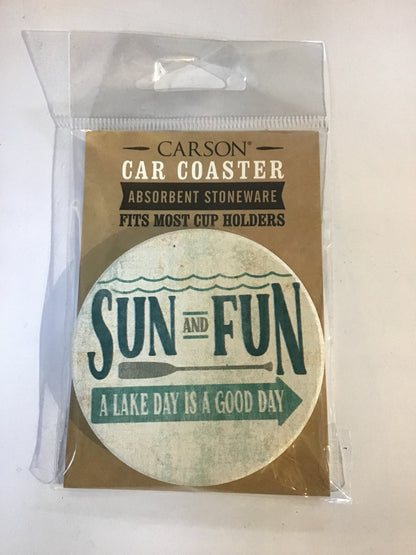 CARSON®
CAR COASTER
ABSORBENT STONEWARE
FITS MOST CUP HOLDERS
SUN AND FUN
A LAKE DAY IS A GOOD DAY